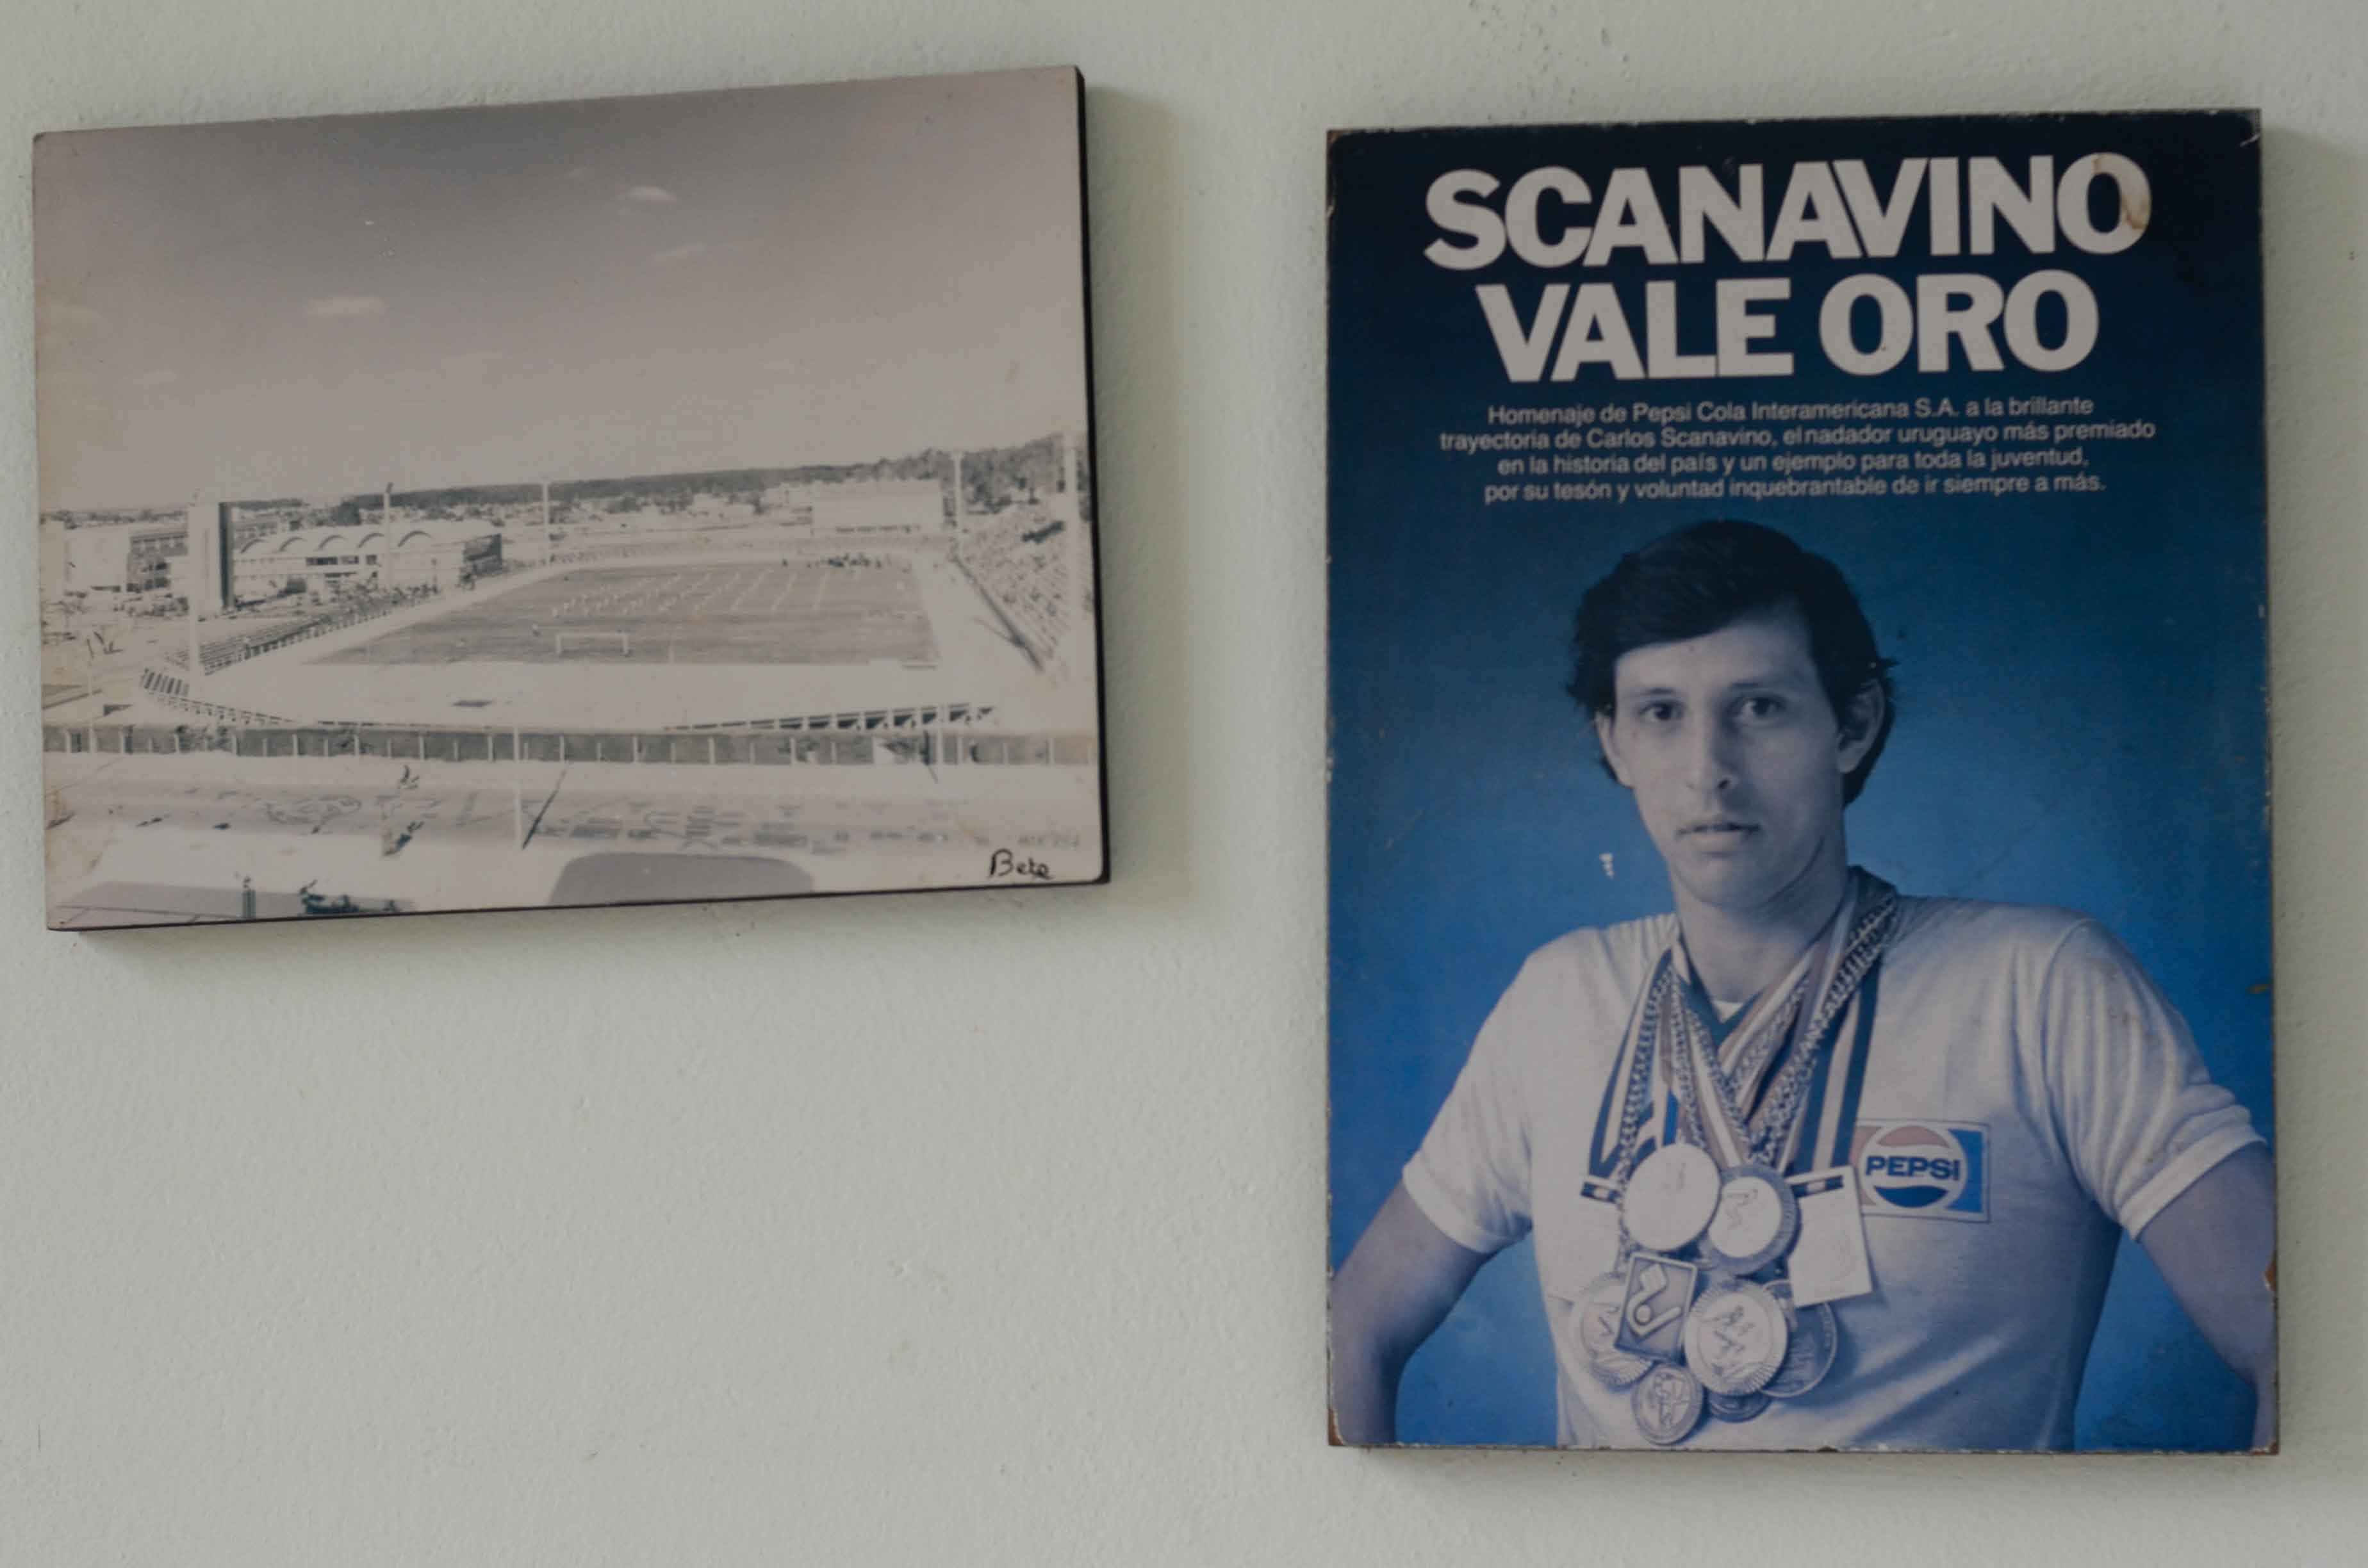 Bete
SCANAVINO
VALE ORO
Homenaje de Pepsi Cola Interamericana S.A. a la brillante
trayectoria de Carlos Scanavino, el nadador uruguayo más premiado
en la historia del país y un ejemplo para toda la juventud,
por su tesón y voluntad inquebrantable de ir siempre a más.
PEPSI